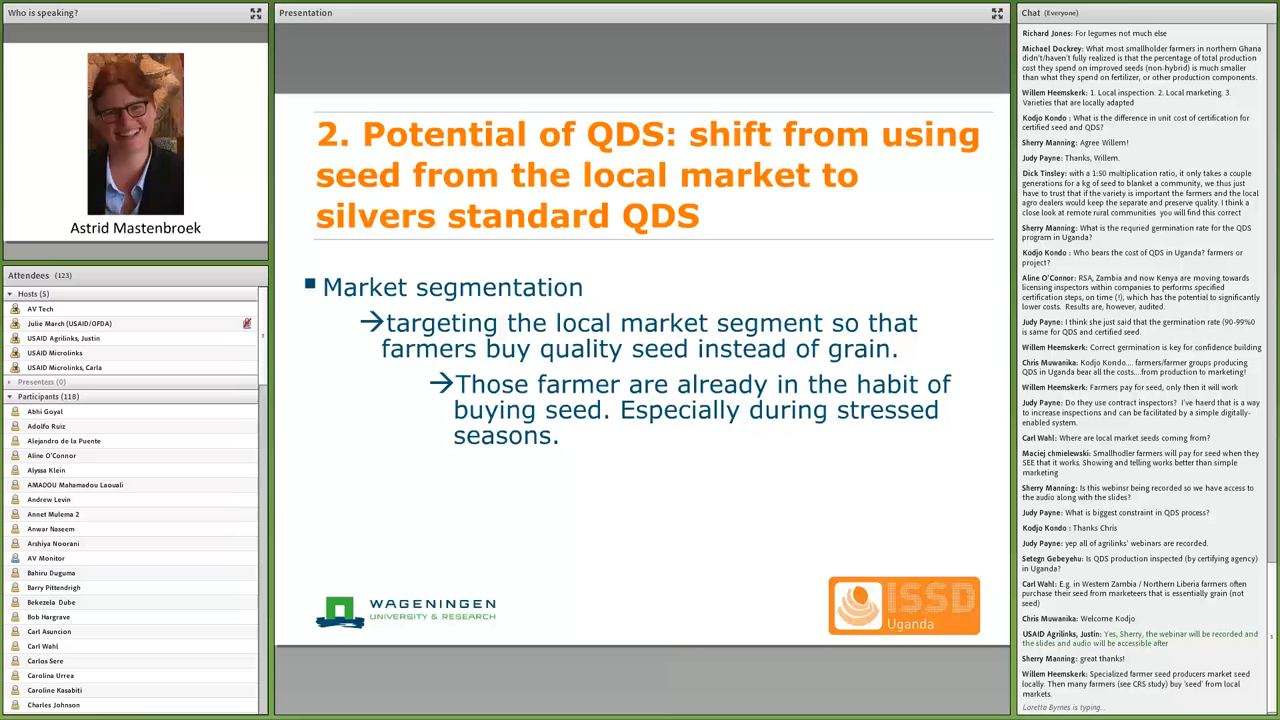 Who is speaking?
Astrid Mastenbroek
Attendees (123)
Hosts (5)
AV Tech
Julie March (USAID/OFDA)
USAID Agrilinks, Justin
USAID Microlinks
USAID Microlinks, Carla
Presenters (0)
Participants (118)
Abhi Goyal
Adolfo Ruiz
Alejandro de la Puente
Aline O'Connor
Alyssa Klein
AMADOU Mahamadou Laouali
Andrew Levin
Annet Mulema 2
Anwar Naseem
Arshiya Noorani
AV Monitor
Bahiru Duguma
Barry Pittendrigh
Bekezela Dube
Bob Hargrave
Carl Asuncion
Carl Wahl
Carlos Sere
Carolina Urrea
Caroline Kasabiti
Charles Johnson
Presentation
2. Potential of QDS: shift from using
seed from the local market to
silvers standard QDS
Market segmentation
→targeting the local market segment so that
farmers buy quality seed instead of grain.
→Those farmer are already in the habit of
buying seed. Especially during stressed
seasons.
WAGENINGEN
UNIVERSITY & RESEARCH
ISSD
Uganda
Chat (Everyone)
Richard Jones: For legumes not much else
Michael Dockrey: What most smallholder farmers in northern Ghana
didn't/haven't fully realized is that the percentage of total production
cost they spend on improved seeds (non-hybrid) is much smaller
than what they spend on fertilizer, or other production components.
Willem Heemskerk: 1. Local inspection. 2. Local marketing. 3.
Varieties that are locally adapted
Kodjo Kondo : What is the difference in unit cost of certification for
certified seed and QDS?
Sherry Manning: Agree Willem!
Judy Payne: Thanks, Willem.
Dick Tinsley: with a 1:50 multiplication ratio, it only takes a couple
generations for a kg of seed to blanket a community, we thus just
have to trust that if the variety is important the farmers and the local
agro dealers would keep the separate and preserve quality. I think a
close look at remote rural communities  you will find this correct
Sherry Manning: What is the requried germination rate for the QDS
program in Uganda?
Kodjo Kondo : Who bears the cost of QDS in Uganda? farmers or
project?
Aline O'Connor: RSA, Zambia and now Kenya are moving towards
licensing inspectors within companies to performs specified
certification steps, on time (!), which has the potential to significantly
lower costs.  Results are, however, audited.
Judy Payne: I think she just said that the germination rate (90-99%0
is same for QDS and certified seed.
Willem Heemskerk: Correct germination is key for confidence building
Chris Muwanika: Kodjo Kondo.... farmers/farmer groups producing
QDS in Uganda bear all the costs....from production to marketing!
Willem Heemskerk: Farmers pay for seed, only then it will work
Judy Payne: Do they use contract inspectors?  I've haerd that is a way
to increase inspections and can be facilitated by a simple digitally-
enabled system.
Carl Wahl: Where are local market seeds coming from?
Maciej chmielewski: Smallhodler farmers will pay for seed when they
SEE that it works. Showing and telling works better than simple
marketing
Sherry Manning: Is this webinsr being recorded so we have access to
the audio along with the slides?
Judy Payne: What is biggest constraint in QDS process?
Kodjo Kondo : Thanks Chris
Judy Payne: yep all of agrilinks' webinars are recorded.
Setegn Gebeyehu: Is QDS production inspected (by certifying agency)
in Uganda?
Carl Wahl: E.g. in Western Zambia / Northern Liberia farmers often
purchase their seed from marketeers that is essentially grain (not
seed)
Chris Muwanika: Welcome Kodjo
USAID Agrilinks, Justin: Yes, Sherry, the webinar will be recorded and
the slides and audio will be accessible after
Sherry Manning: great thanks!
Willem Heemskerk: Specialized farmer seed producers market seed
locally. Then many farmers (see CRS study) buy 'seed' from local
markets.
Loretta Byrnes is typing...